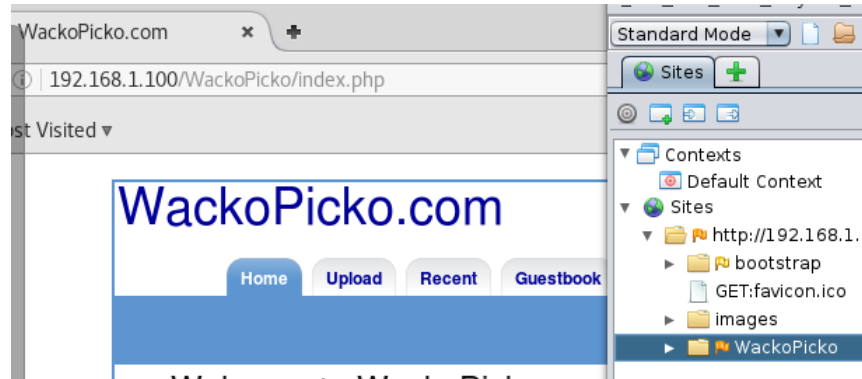 WackoPicko.com
192.168.1.100/WackoPicko/index.php
Visited
WackoPicko.com
Home Upload Recent Guestbook
Standard Mode
Sites
Contexts
Default Context
Sites
http://192.168.1.
bootstrap
GET:favicon.ico
images
WackoPicko